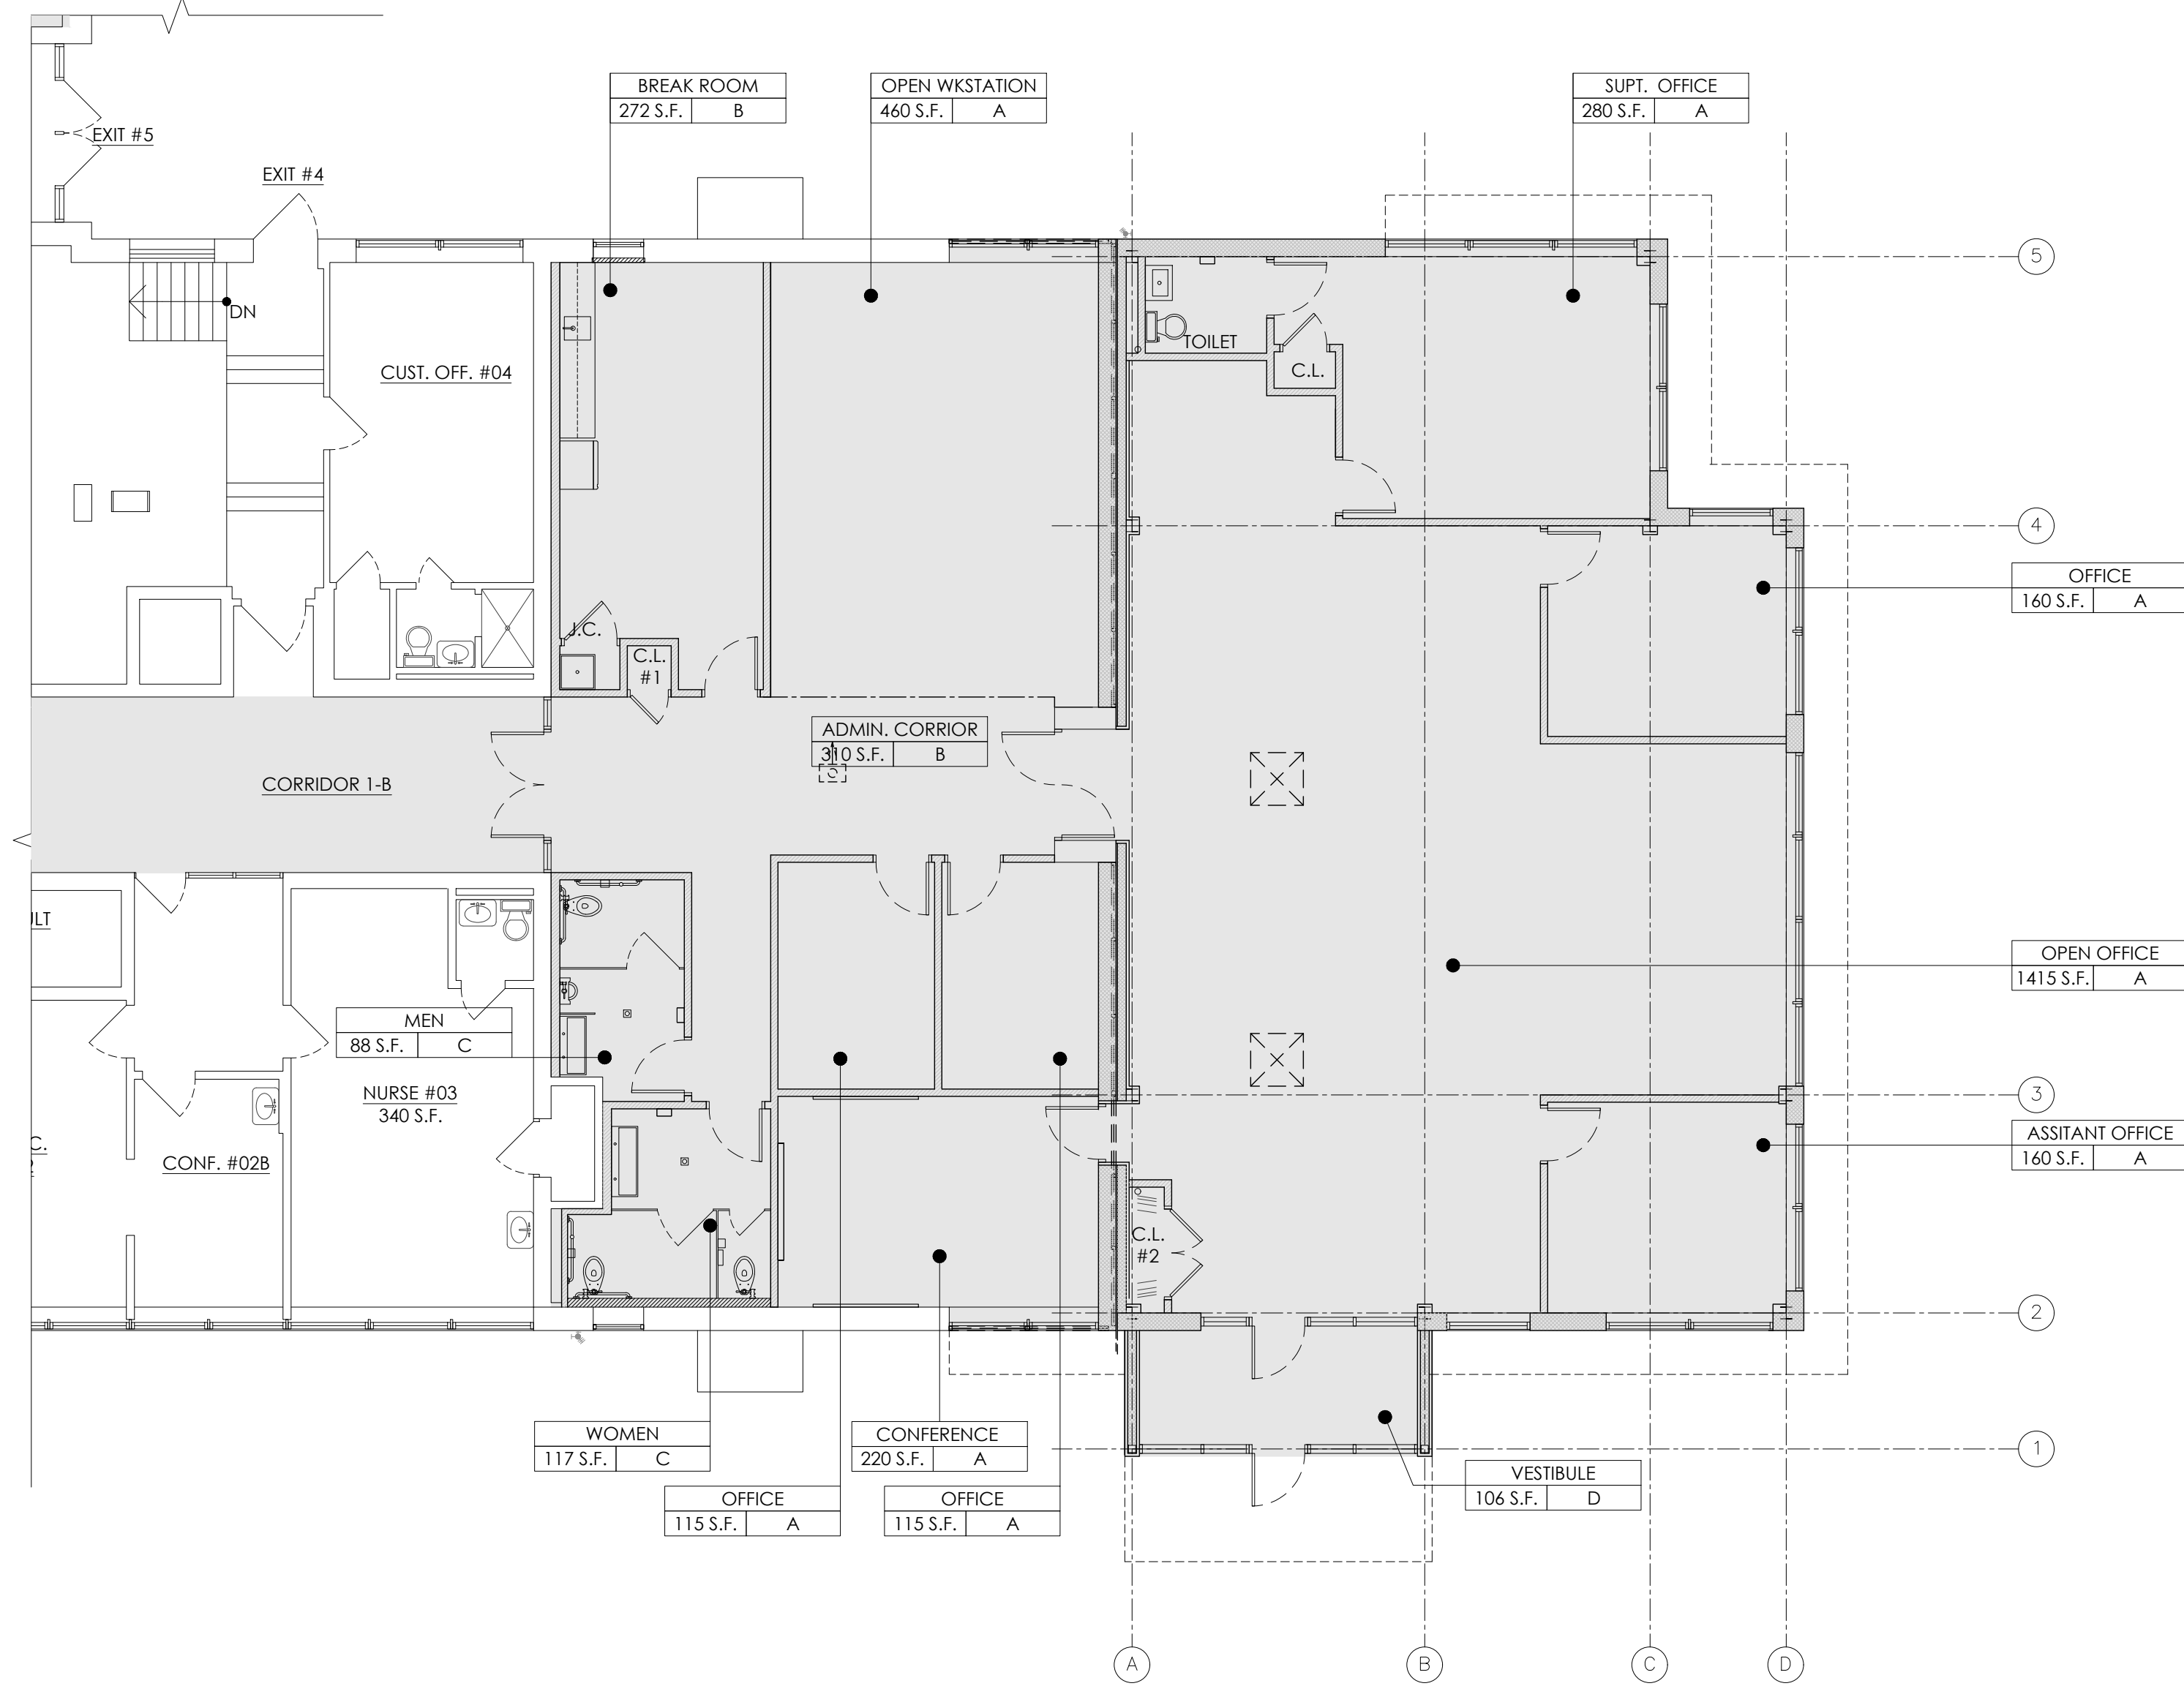 BREAK ROOM
272 S.F. B
OPEN WKSTATION
460 S.F. A
SUPT. OFFICE
280 S.F. A
EXIT #5
EXIT #4
5
DN
TOILET
C.L.
CUST. OFF. #04
4
OFFICE
160 S.F. A
J.C.
C.L.
#1
ADMIN. CORRIOR
310 S.F. B
CORRIDOR 1-B
OPEN OFFICE
1415 S.F. A
MEN
88 S.F. C
NURSE #03
340 S.F.
3
ASSITANT OFFICE
160 S.F. A
CONF. #02B
C.L.
#2
2
WOMEN
117 S.F. C
CONFERENCE
220 S.F. A
1
VESTIBULE
106 S.F. D
OFFICE
115 S.F. A
OFFICE
115 S.F. A
A B C D